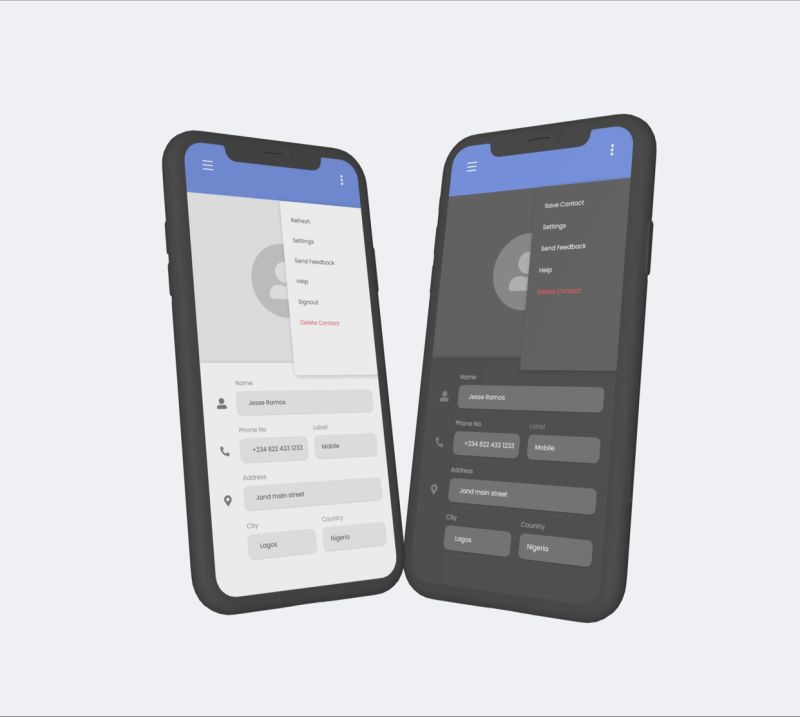 Refresh
Settings
Send Feedback
Help
Signout
Delete Contact
Name
Jesse Ramos
Phone No
Label
+234 822 433 1233
Mobile
Address
Jand main street
City
Country
Lagos
Nigeria
Save Contact
Settings
Send Feedback
Help
Delete Contact
Name
Jesse Ramos
Phone No
Label
+234 822 433 1233
Mobile
Address
Jand main street
City
Country
Lagos
Nigeria